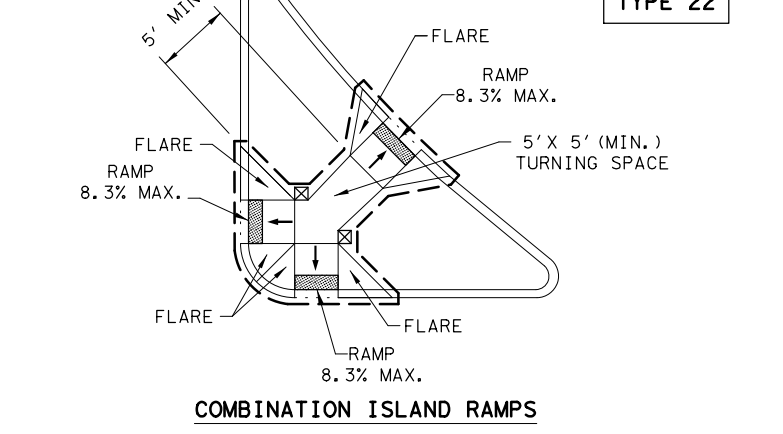 TYPE 22
5' MIN
FLARE
RAMP
8.3% MAX.
FLARE
5' X 5' (MIN.)
TURNING SPACE
RAMP
8.3% MAX.
FLARE
FLARE
RAMP
8.3% MAX.
COMBINATION ISLAND RAMPS